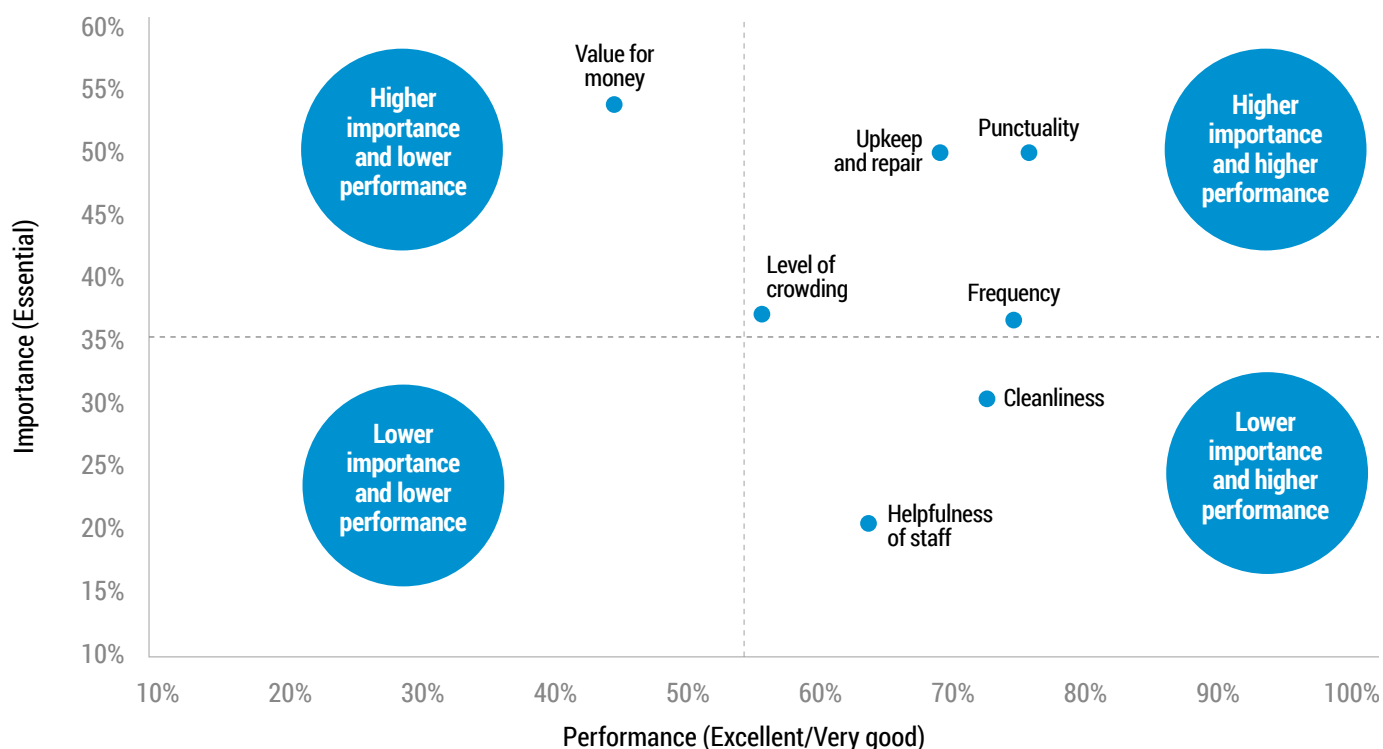 60%
55%
50%
45%
40%
35%
30%
25%
20%
15%
10%
Importance (Essential)
Higher
importance
and lower
performance
Value for
money
Upkeep
and repair
Punctuality
Higher
importance
and higher
performance
Level of
crowding
Frequency
Lower
importance
and lower
performance
Cleanliness
Helpfulness
of staff
Lower
importance
and higher
performance
10%
20%
30%
40%
50%
60%
70%
80%
90%
100%
Performance (Excellent/Very good)